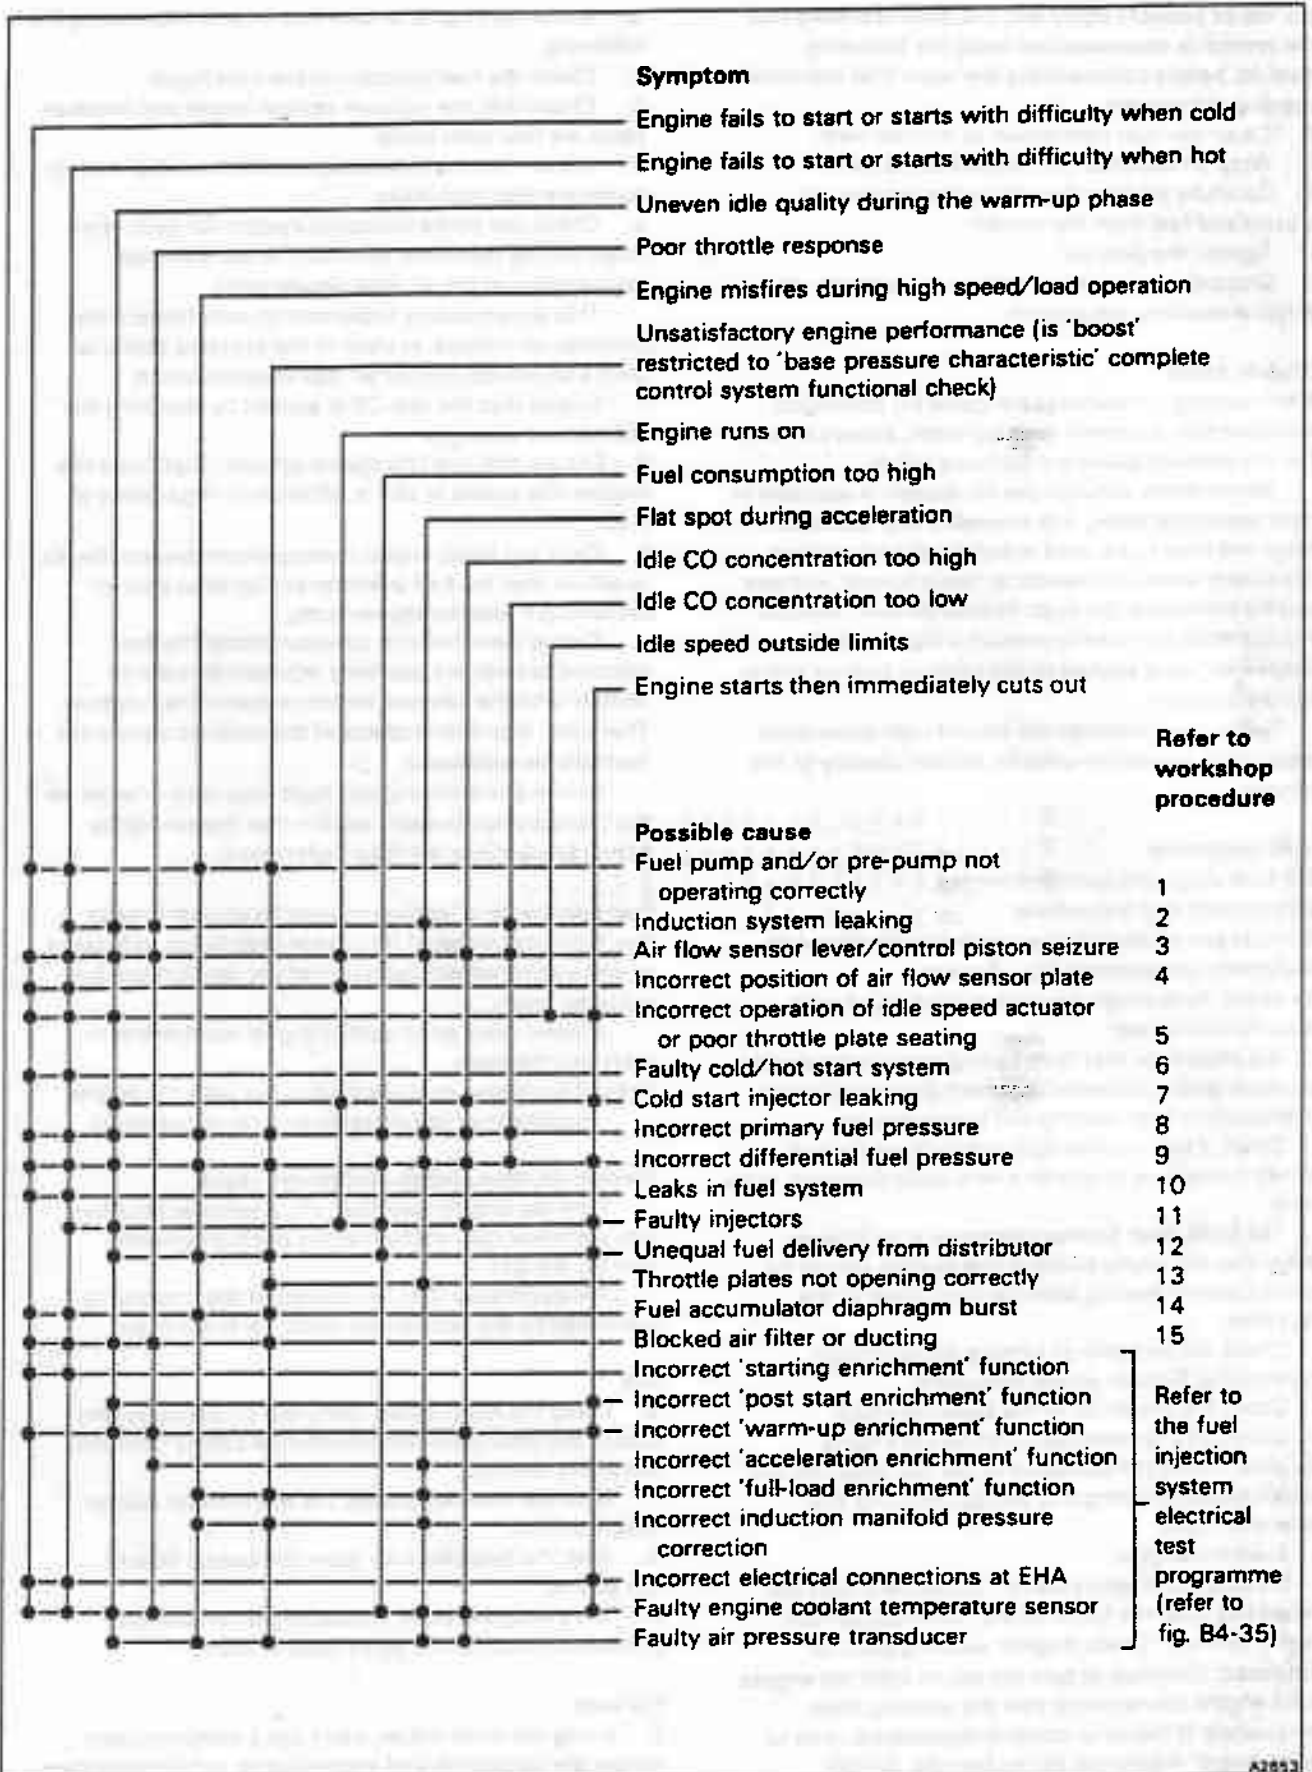 Symptom
Engine fails to start or starts with difficulty when cold
Engine fails to start or starts with difficulty when hot
Uneven idle quality during the warm-up phase
Poor throttle response
Engine misfires during high speed/load operation
Unsatisfactory engine performance (is 'boost'
restricted to 'base pressure characteristic' complete
control system functional check)
Engine runs on
Fuel consumption too high
Flat spot during acceleration
Idle CO concentration too high
Idle CO concentration too low
Idle speed outside limits
Engine starts then immediately cuts out
Refer to
workshop
procedure
Possible cause
Fuel pump and/or pre-pump not
operating correctly 1
Induction system leaking 2
Air flow sensor lever/control piston seizure 3
Incorrect position of air flow sensor plate 4
Incorrect operation of idle speed actuator
or poor throttle plate seating 5
Faulty cold/hot start system 6
Cold start injector leaking 7
Incorrect primary fuel pressure 8
Incorrect differential fuel pressure 9
Leaks in fuel system 10
Faulty injectors 11
Unequal fuel delivery from distributor 12
Throttle plates not opening correctly 13
Fuel accumulator diaphragm burst 14
Blocked air filter or ducting 15
Incorrect 'starting enrichment' function
Incorrect 'post start enrichment' function
Incorrect 'warm-up enrichment' function
Incorrect 'acceleration enrichment' function
Incorrect 'full-load enrichment' function
Incorrect induction manifold pressure
correction
Incorrect electrical connections at EHA
Faulty engine coolant temperature sensor
Faulty air pressure transducer
Refer to
the fuel
injection
system
electrical
test
programme
(refer to
fig. B4-35)
A2653